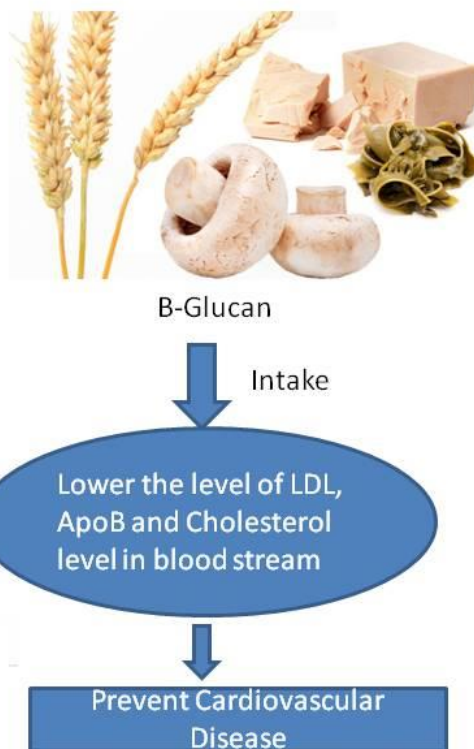 B-Glucan
Intake
Lower the level of LDL,
ApoB and Cholesterol
level in blood stream
Prevent Cardiovascular
Disease